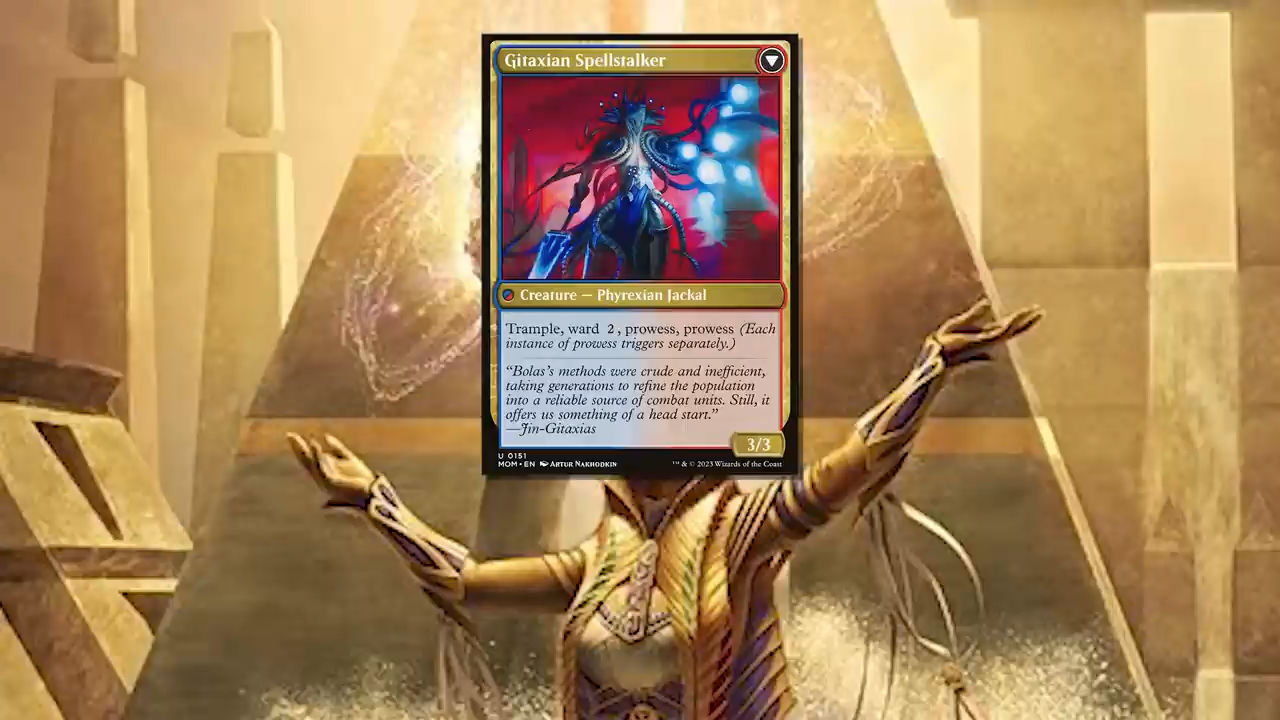 Gitaxian Spellstalker
Creature — Phyrexian Jackal
Trample, ward 2, prowess, prowess (Each
instance of prowess triggers separately.)
“Bolas’s methods were crude and inefficient,
taking generations to refine the population
into a reliable source of combat units. Still, it
offers us something of a head start.”
—Jin-Gitaxias
3/3
U 0151
MOM • EN Artur Nakhodkin
™ & © 2023 Wizards of the Coast